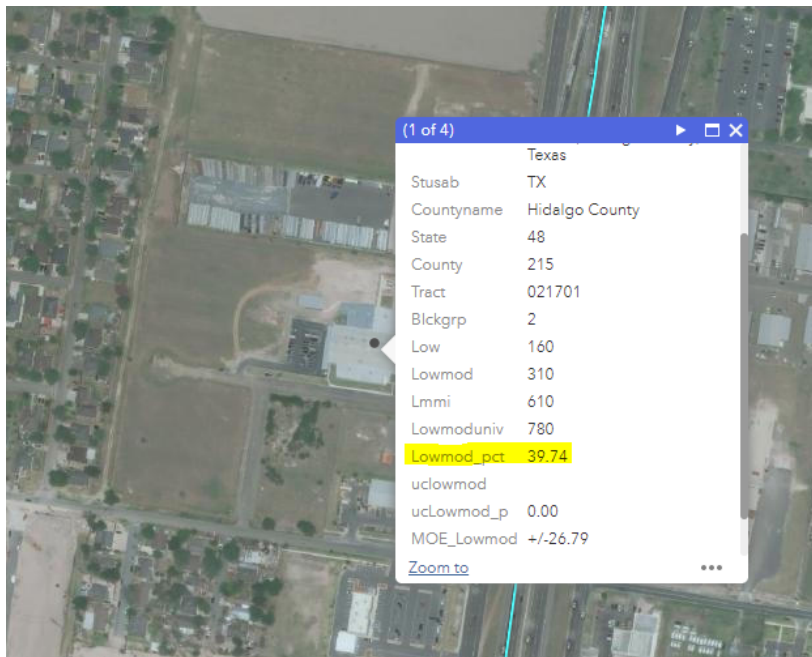 (1 of 4)
Texas
Stusab TX
Countyname Hidalgo County
State 48
County 215
Tract 021701
Blckgrp 2
Low 160
Lowmod 310
Lmmi 610
Lowmoduniv 780
Lowmod_pct 39.74
uclowmod
ucLowmod_p 0.00
MOE_Lowmod +/-26.79
Zoom to